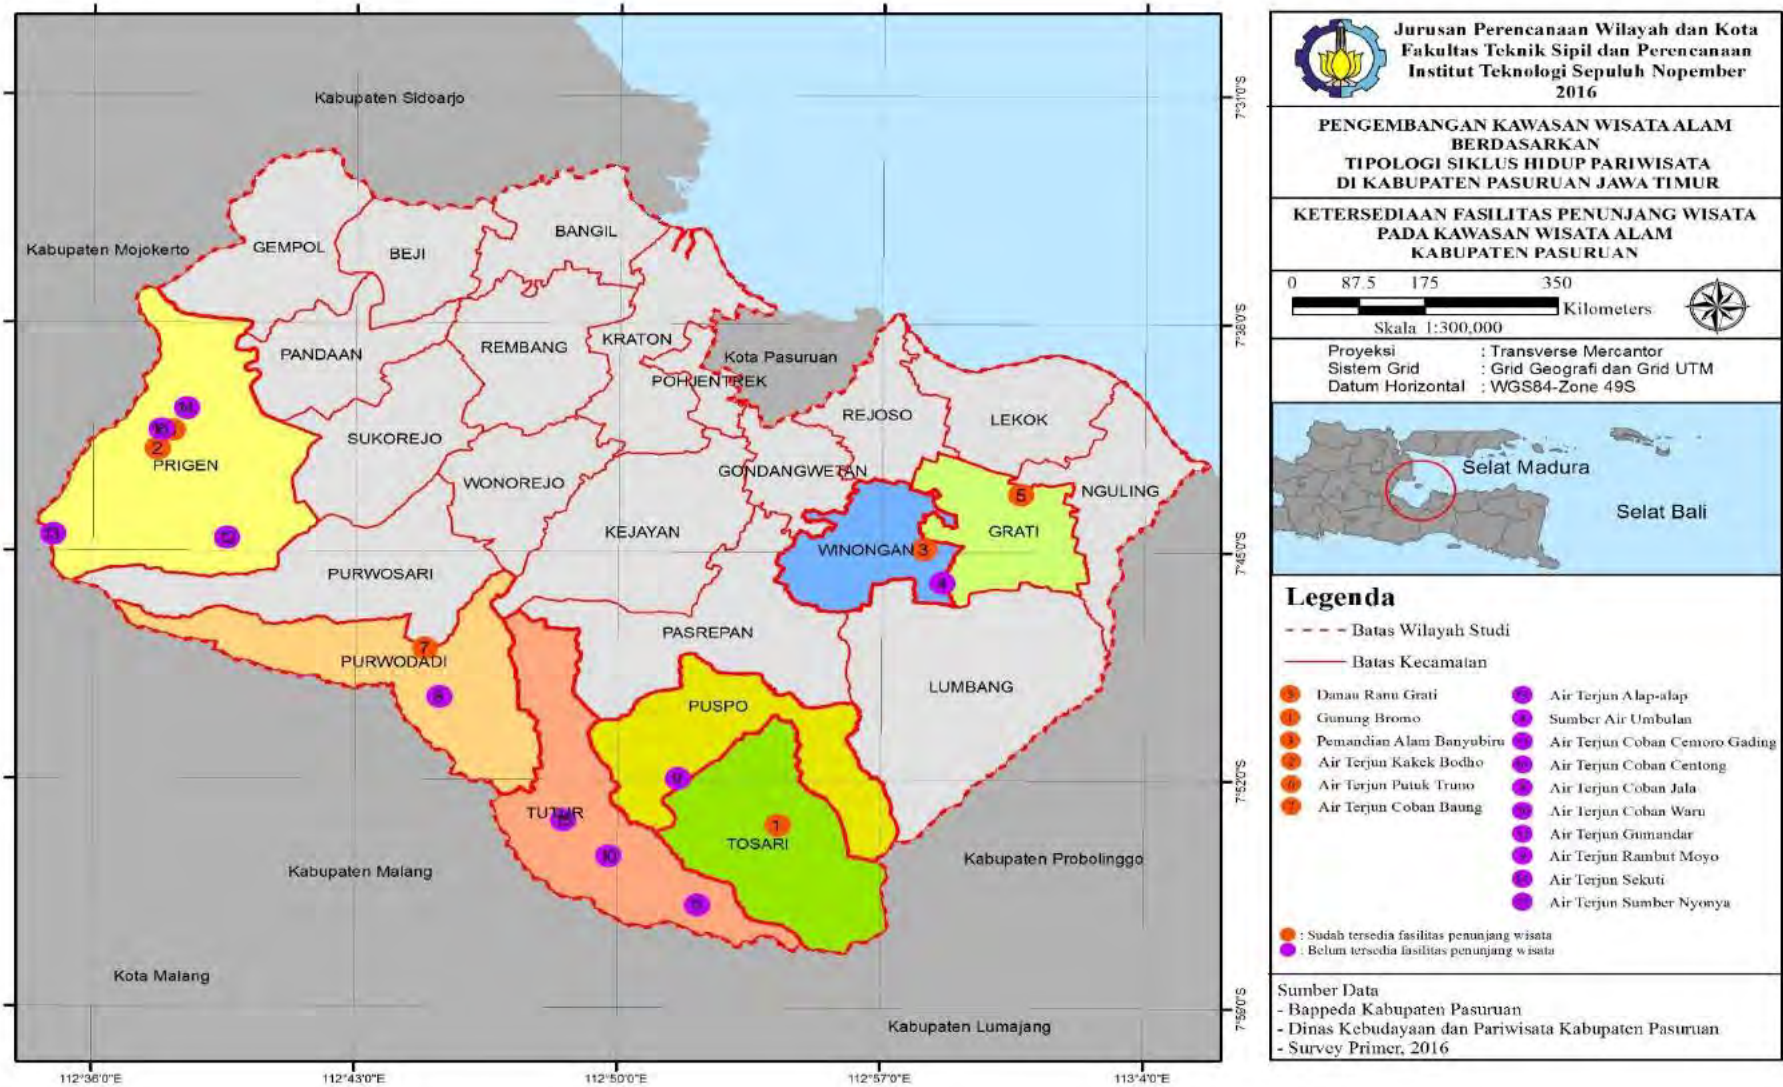 Kabupaten Sidoarjo
Kabupaten Mojokerto
GEMPOL
BEJI
BANGIL
PANDAAN
REMBANG
KRATON
Kota Pasuruan
POHJENTREK
REJOSO
LEKOK
SUKOREJO
14
2
PRIGEN
WONOREJO
GONDANGWETAN
NGULING
5
KEJAYAN
GRATI
13
12
WINONGAN
3
PURWOSARI
4
PASREPAN
7
PURWODADI
LUMBANG
8
PUSPO
9
TUTUR
1
TOSARI
10
Kabupaten Malang
Kabupaten Probolinggo
Kota Malang
Kabupaten Lumajang
112°36'0"E
112°43'0"E
112°50'0"E
112°57'0"E
113°4'0"E
7°31'0"S
7°38'0"S
7°45'0"S
7°52'0"S
7°59'0"S
Jurusan Perencanaan Wilayah dan Kota
Fakultas Teknik Sipil dan Perencanaan
Institut Teknologi Sepuluh Nopember
2016
PENGEMBANGAN KAWASAN WISATA ALAM
BERDASARKAN
TIPOLOGI SIKLUS HIDUP PARIWISATA
DI KABUPATEN PASURUAN JAWA TIMUR
KETERSEDIAAN FASILITAS PENUNJANG WISATA
PADA KAWASAN WISATA ALAM
KABUPATEN PASURUAN
0 87.5 175 350
Kilometers
Skala 1:300,000
Proyeksi : Transverse Mercantor
Sistem Grid : Grid Geografi dan Grid UTM
Datum Horizontal : WGS84-Zone 49S
Selat Madura
Selat Bali
Legenda
Batas Wilayah Studi
Batas Kecamatan
Danau Ranu Grati
Gunung Bromo
Pemandian Alam Banyubiru
Air Terjun Kakek Bodho
Air Terjun Putuk Truno
Air Terjun Coban Baung
Air Terjun Alap-alap
Sumber Air Umbulan
Air Terjun Coban Cemoro Gading
Air Terjun Coban Centong
Air Terjun Coban Jala
Air Terjun Coban Waru
Air Terjun Gumandar
Air Terjun Rambut Moyo
Air Terjun Sekuti
Air Terjun Sumber Nyonya
: Sudah tersedia fasilitas penunjang wisata
: Belum tersedia fasilitas penunjang wisata
Sumber Data
- Bappeda Kabupaten Pasuruan
- Dinas Kebudayaan dan Pariwisata Kabupaten Pasuruan
- Survey Primer, 2016